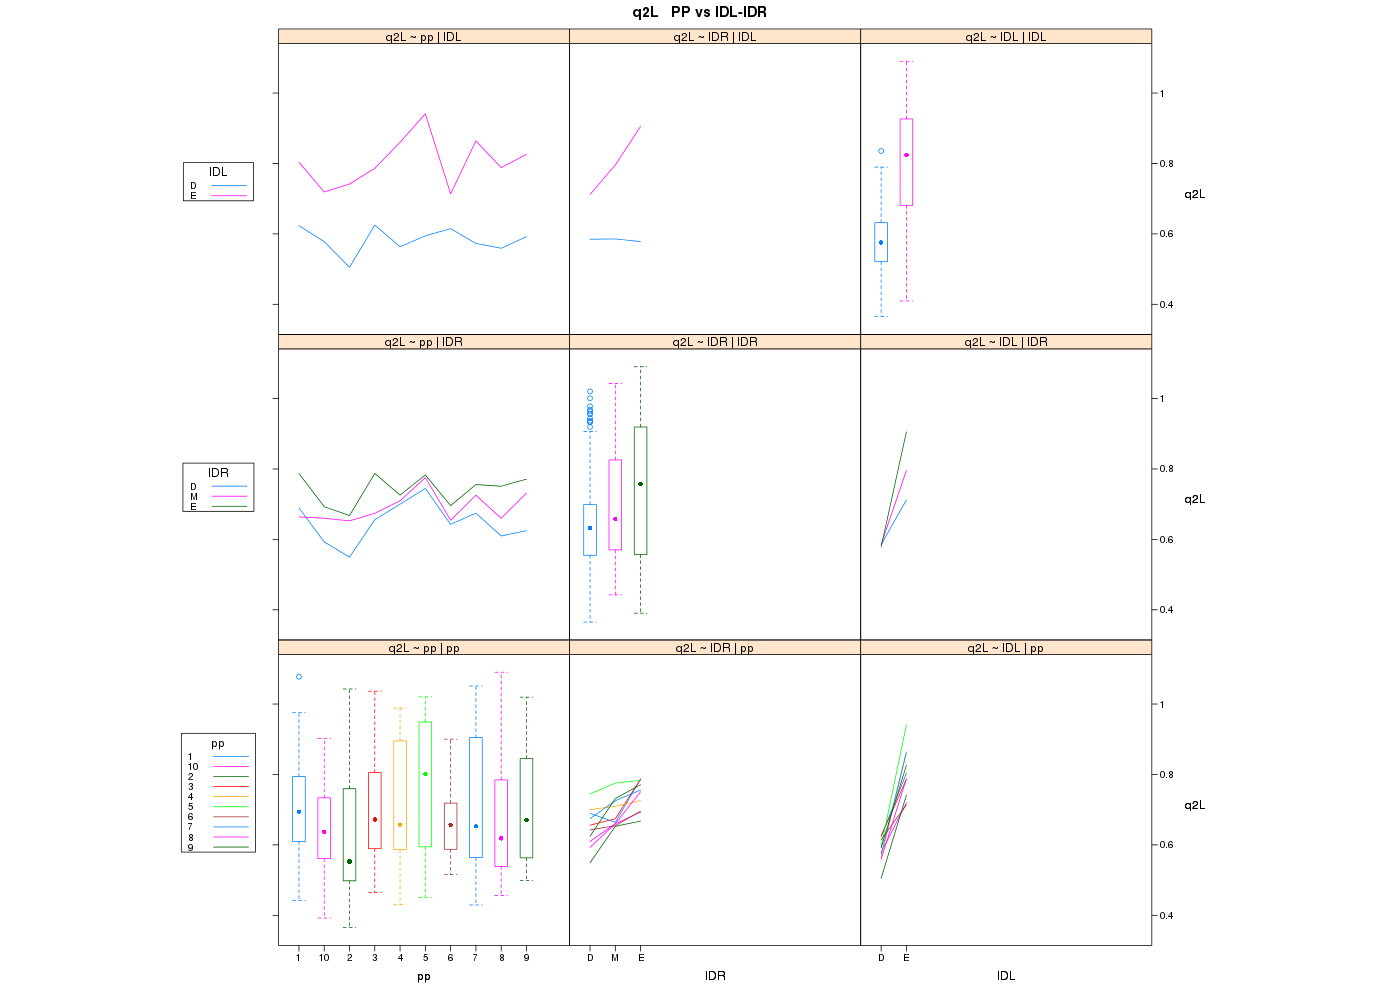 q2L   PP vs IDL-IDR
q2L ~ pp | IDL
q2L ~ IDR | IDL
q2L ~ IDL | IDL
1
0.8
0.6
0.4
q2L
IDL
D
E
q2L ~ pp | IDR
q2L ~ IDR | IDR
q2L ~ IDL | IDR
1
0.8
0.6
0.4
q2L
IDR
D
M
E
q2L ~ pp | pp
q2L ~ IDR | pp
q2L ~ IDL | pp
1
0.8
0.6
0.4
q2L
pp
1
10
2
3
4
5
6
7
8
9
1 10 2 3 4 5 6 7 8 9
D M E
D E
pp
IDR
IDL